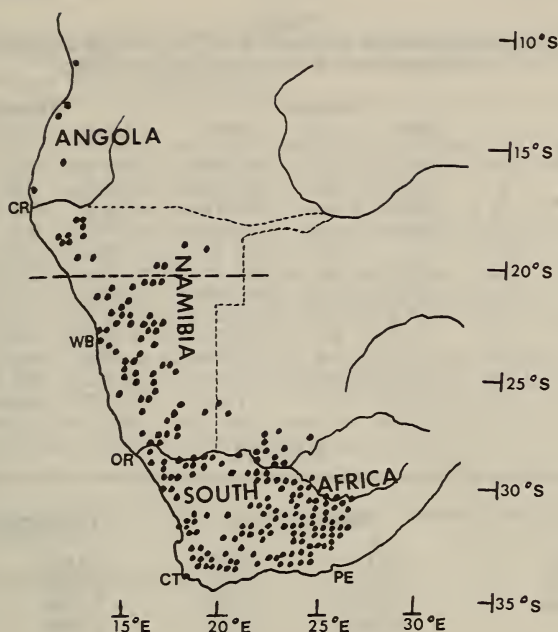 10°S
ANGOLA
15°S
CR
20°S
NAMIBIA
WB
25°S
OR
SOUTH AFRICA
30°S
CT
PE
15°E 20°E 25°E 30°E
35°S